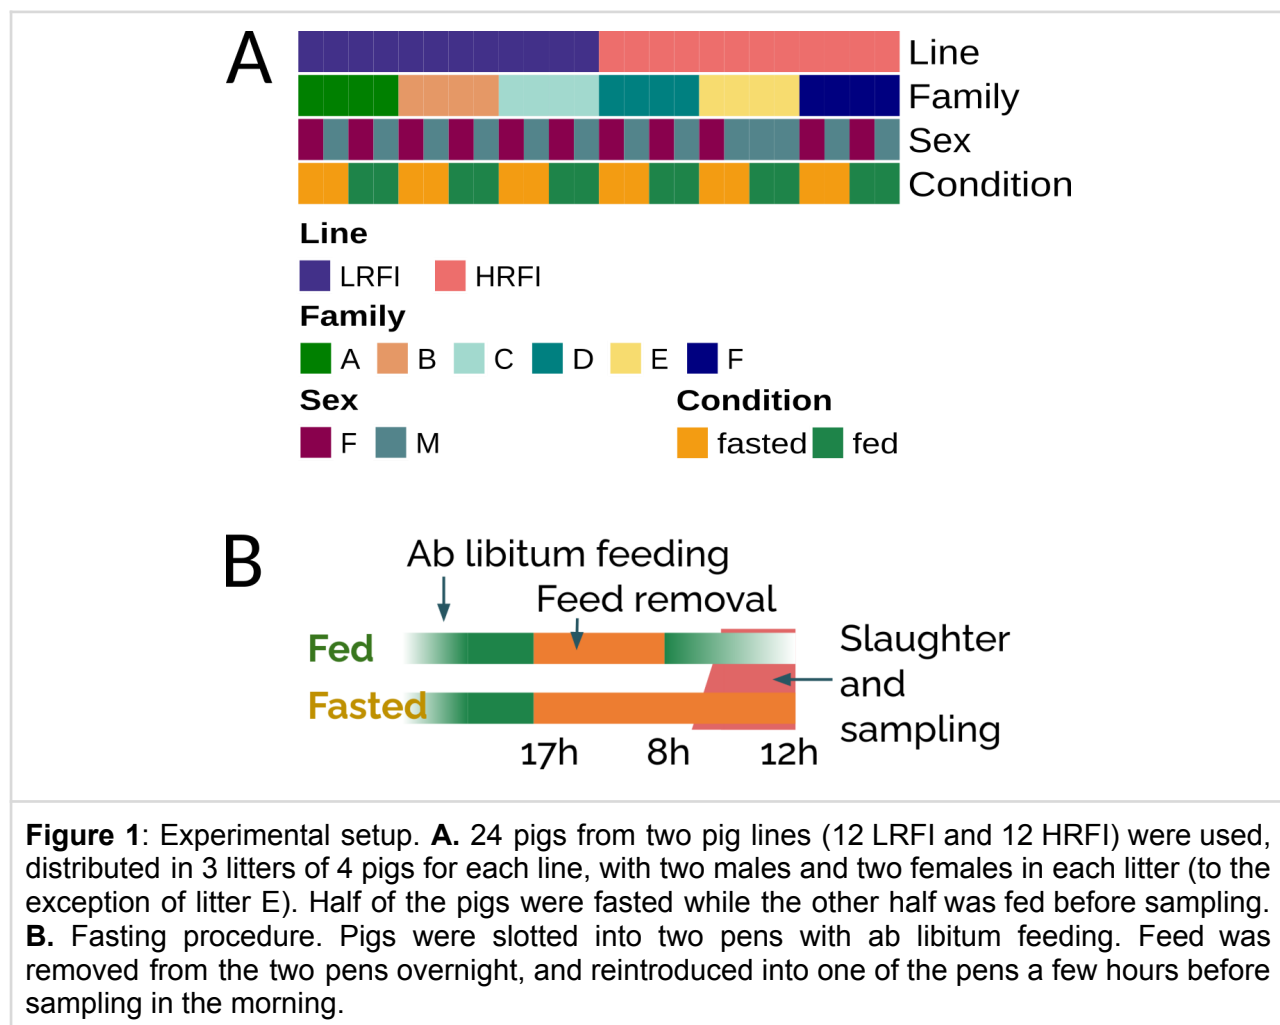 A
Line
Family
Sex
Condition
Line
LRFI HRFI
Family
A B C D E F
Sex Condition
F M fasted fed
B
Ab libitum feeding
Feed removal
Fed
Fasted
Slaughter
and
sampling
17h 8h 12h
Figure 1: Experimental setup. A. 24 pigs from two pig lines (12 LRFI and 12 HRFI) were used,
distributed in 3 litters of 4 pigs for each line, with two males and two females in each litter (to the
exception of litter E). Half of the pigs were fasted while the other half was fed before sampling.
B. Fasting procedure. Pigs were slotted into two pens with ab libitum feeding. Feed was
removed from the two pens overnight, and reintroduced into one of the pens a few hours before
sampling in the morning.